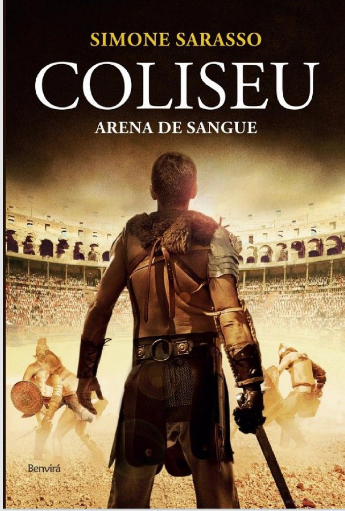 SIMONE SARASSO
COLISEU
ARENA DE SANGUE
Benvirá